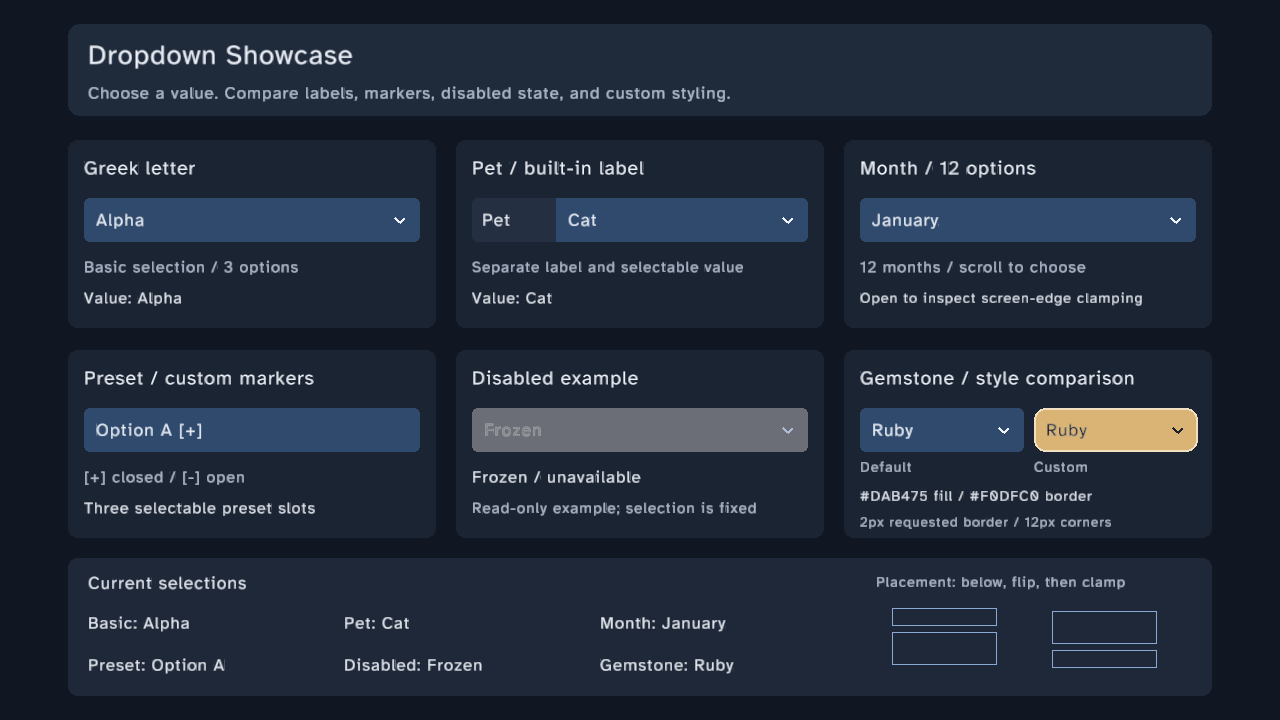 Dropdown Showcase
Choose a value. Compare labels, markers, disabled state, and custom styling.
Greek letter
Alpha
Basic selection / 3 options
Value: Alpha
Pet / built-in label
Pet
Cat
Separate label and selectable value
Value: Cat
Month / 12 options
January
12 months / scroll to choose
Open to inspect screen-edge clamping
Preset / custom markers
Option A [+]
[+] closed / [-] open
Three selectable preset slots
Disabled example
Frozen
Frozen / unavailable
Read-only example; selection is fixed
Gemstone / style comparison
Ruby
Ruby
Default
Custom
#DAB475 fill / #F0DFC0 border
2px requested border / 12px corners
Current selections
Basic: Alpha
Pet: Cat
Month: January
Preset: Option A
Disabled: Frozen
Gemstone: Ruby
Placement: below, flip, then clamp